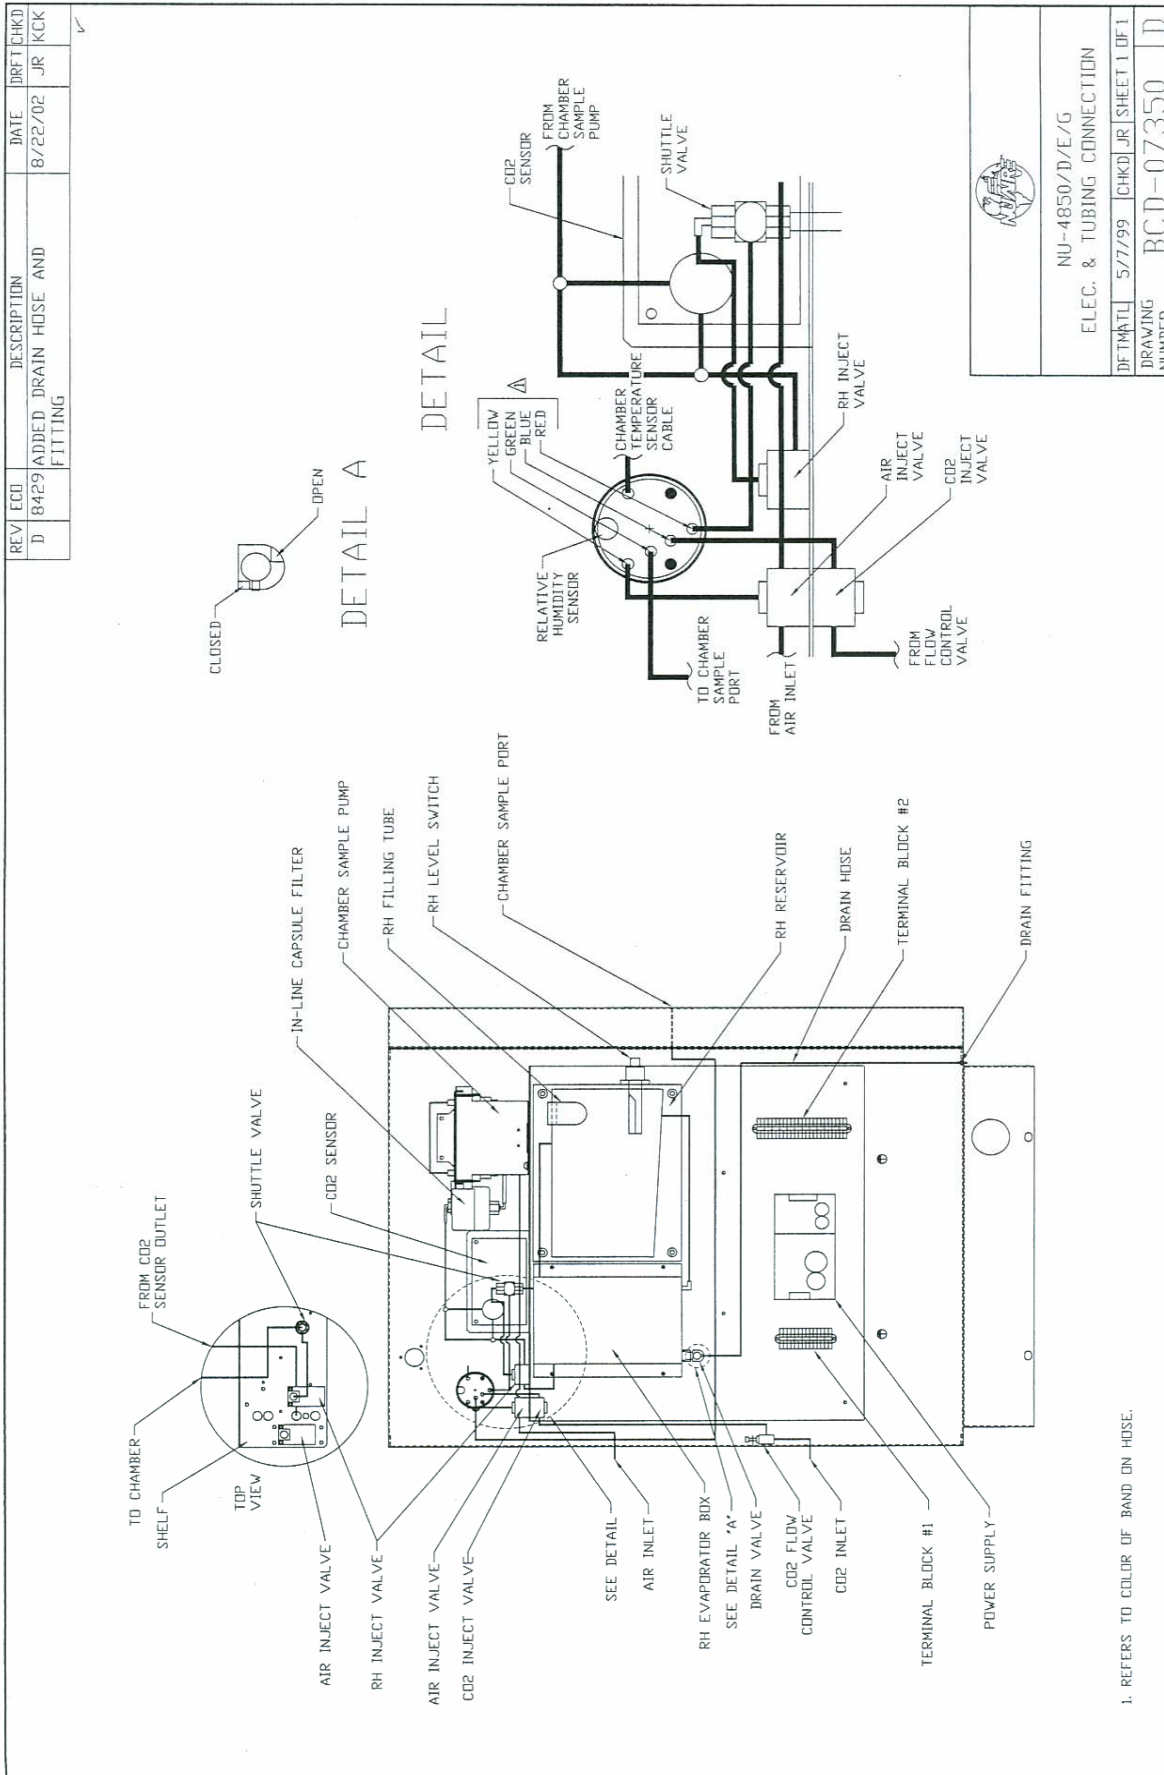 REV ECO DESCRIPTION DATE DRFT CHKD
D 8429 ADDED DRAIN HOSE AND 8/22/02 JR KCK
FITTING
CLOSED
OPEN
DETAIL A
DETAIL
FROM
CHAMBER
SAMPLE
PUMP
CO2
SENSOR
SHUTTLE
VALVE
YELLOW
GREEN
BLUE
RED
1
CHAMBER
TEMPERATURE
SENSOR
CABLE
RELATIVE
HUMIDITY
SENSOR
TO CHAMBER
SAMPLE
PORT
FROM
AIR INLET
FROM
FLOW
CONTROL
VALVE
RH INJECT
VALVE
AIR
INJECT
VALVE
CO2
INJECT
VALVE
TO CHAMBER
SHELF
FROM CO2
SENSOR OUTLET
TOP
VIEW
SHUTTLE VALVE
AIR INJECT VALVE
RH INJECT VALVE
AIR INJECT VALVE
CO2 INJECT VALVE
CO2 SENSOR
IN-LINE CAPSULE FILTER
CHAMBER SAMPLE PUMP
RH FILLING TUBE
RH LEVEL SWITCH
CHAMBER SAMPLE PORT
SEE DETAIL
AIR INLET
RH EVAPORATOR BOX
SEE DETAIL "A"
DRAIN VALVE
CO2 FLOW
CONTROL VALVE
CO2 INLET
TERMINAL BLOCK #1
POWER SUPPLY
RH RESERVOIR
DRAIN HOSE
TERMINAL BLOCK #2
DRAIN FITTING
1. REFERS TO COLOR OF BAND ON HOSE.
NUAIRE
NU-4850/D/E/G
ELEC. & TUBING CONNECTION
DFTMATL 5/7/99 CHKD JR SHEET 1 OF 1
DRAWING
NUMBER BCD-07350 D